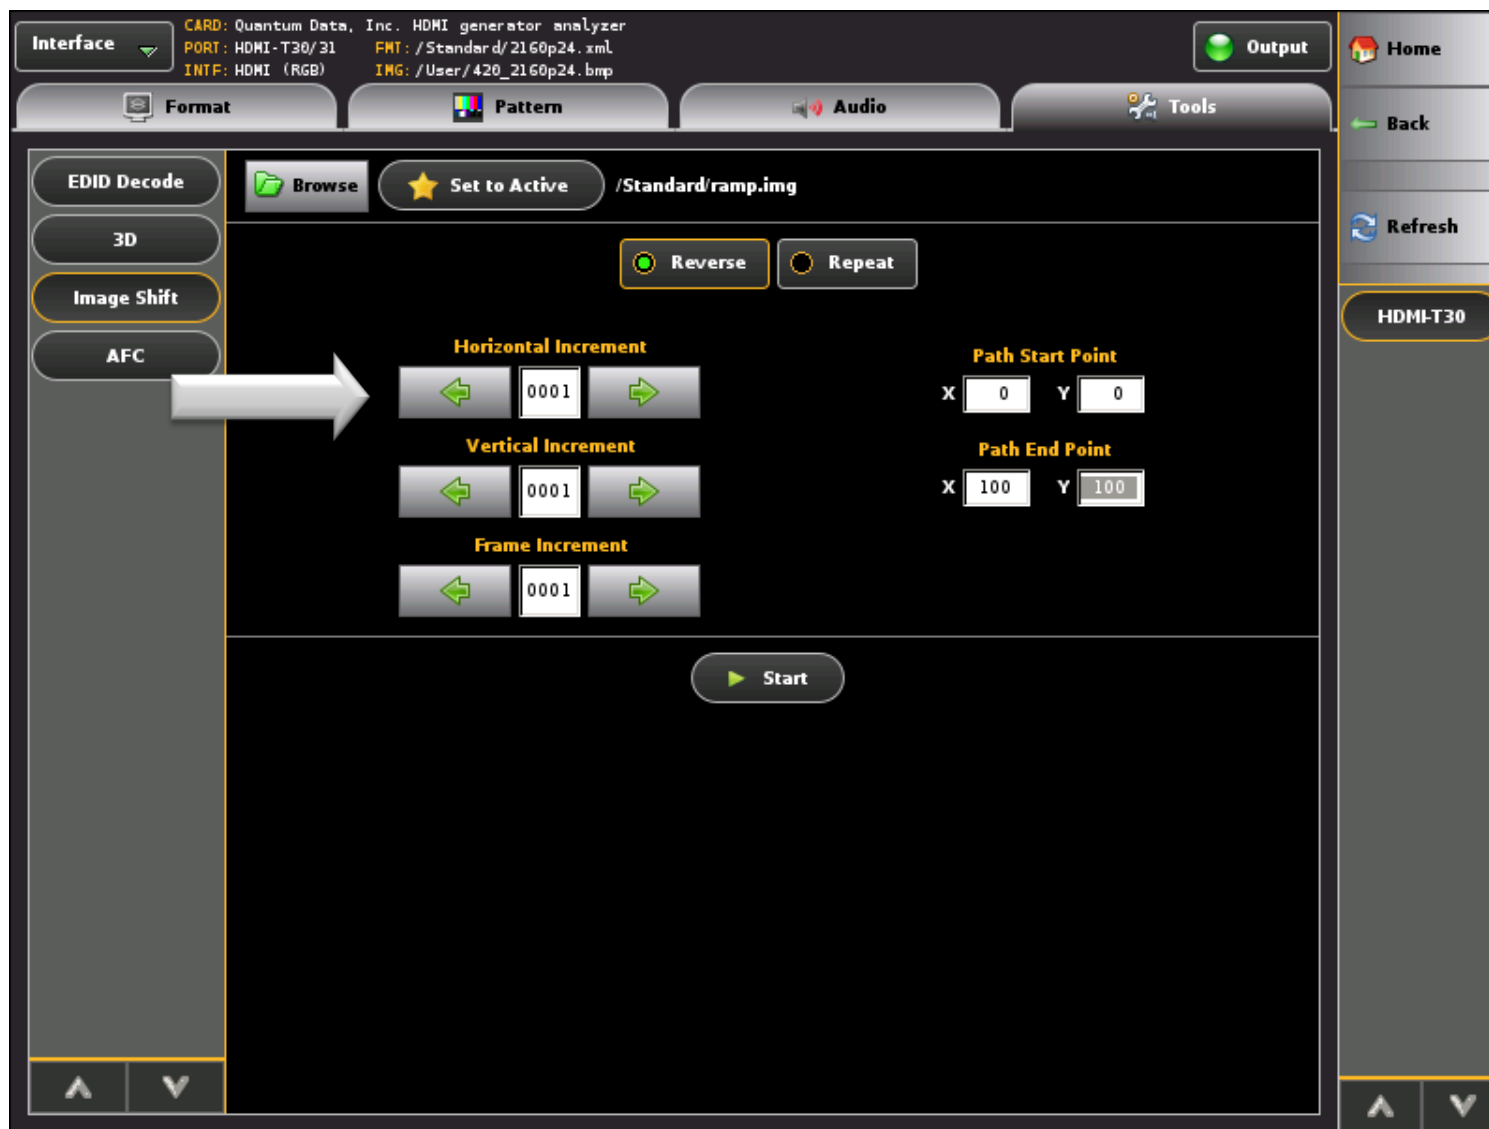 Interface
CARD: Quantum Data, Inc. HDMI generator analyzer
PORT: HDMI-T30/31 FMT: /Standard/2160p24.xml
INTF: HDMI (RGB) IMG: /User/420_2160p24.bmp
Output
Home
Format
Pattern
Audio
Tools
Back
EDID Decode
Browse
Set to Active
/Standard/ramp.img
3D
Refresh
Reverse
Repeat
Image Shift
HDMI-T30
AFC
Horizontal Increment
0001
Path Start Point
X 0 Y 0
Vertical Increment
0001
Path End Point
X 100 Y 100
Frame Increment
0001
Start